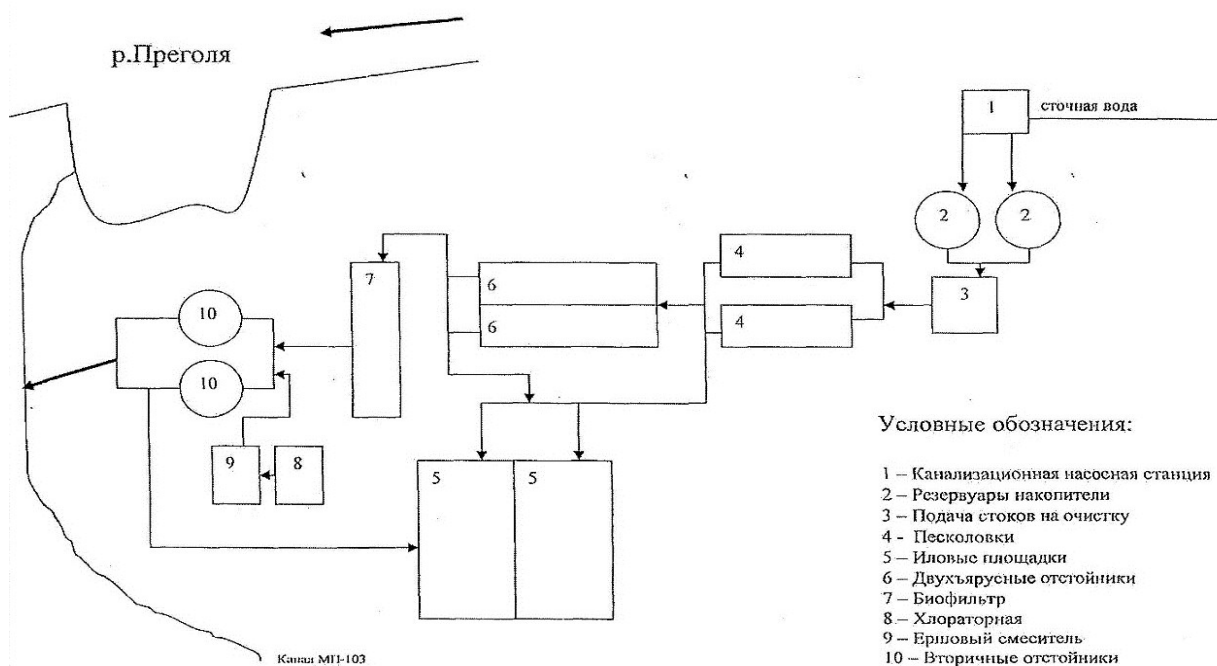 р.Преголя
1
сточная вода
2
2
4
3
7
6
6
4
10
10
9
8
5
5
Условные обозначения:
1 – Канализационная насосная станция
2 – Резервуары накопители
3 – Подача стоков на очистку
4 - Песколовки
5 – Иловые площадки
6 – Двухъярусные отстойники
7 – Биофильтр
8 – Хлораторная
9 – Ершовый смеситель
10 – Вторичные отстойники
Канал МП-103